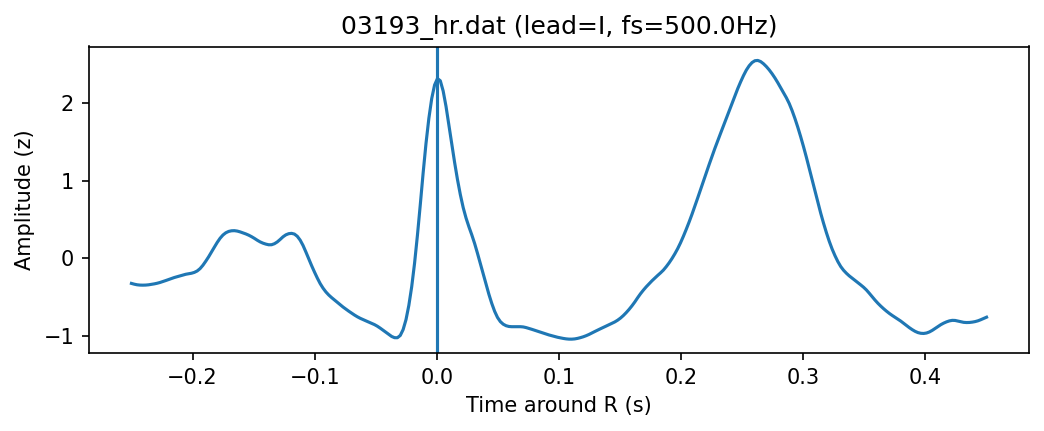 03193_hr.dat (lead=I, fs=500.0Hz)
Amplitude (z)
2
1
0
−1
−0.2 −0.1 0.0 0.1 0.2 0.3 0.4
Time around R (s)